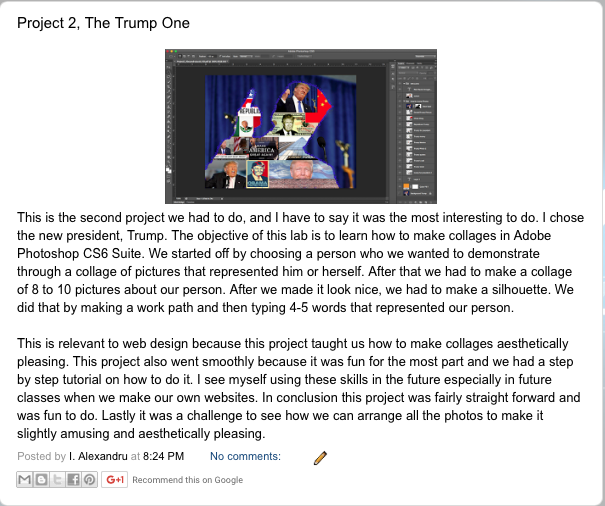 Project 2, The Trump One
REPUBLIC
AMERICA
This is the second project we had to do, and I have to say it was the most interesting to do. I chose
the new president, Trump. The objective of this lab is to learn how to make collages in Adobe
Photoshop CS6 Suite. We started off by choosing a person who we wanted to demonstrate
through a collage of pictures that represented him or herself. After that we had to make a collage
of 8 to 10 pictures about our person. After we made it look nice, we had to make a silhouette. We
did that by making a work path and then typing 4-5 words that represented our person.
This is relevant to web design because this project taught us how to make collages aesthetically
pleasing. This project also went smoothly because it was fun for the most part and we had a step
by step tutorial on how to do it. I see myself using these skills in the future especially in future
classes when we make our own websites. In conclusion this project was fairly straight forward and
was fun to do. Lastly it was a challenge to see how we can arrange all the photos to make it
slightly amusing and aesthetically pleasing.
Posted by I. Alexandru at 8:24 PM No comments:
G+1 Recommend this on Google